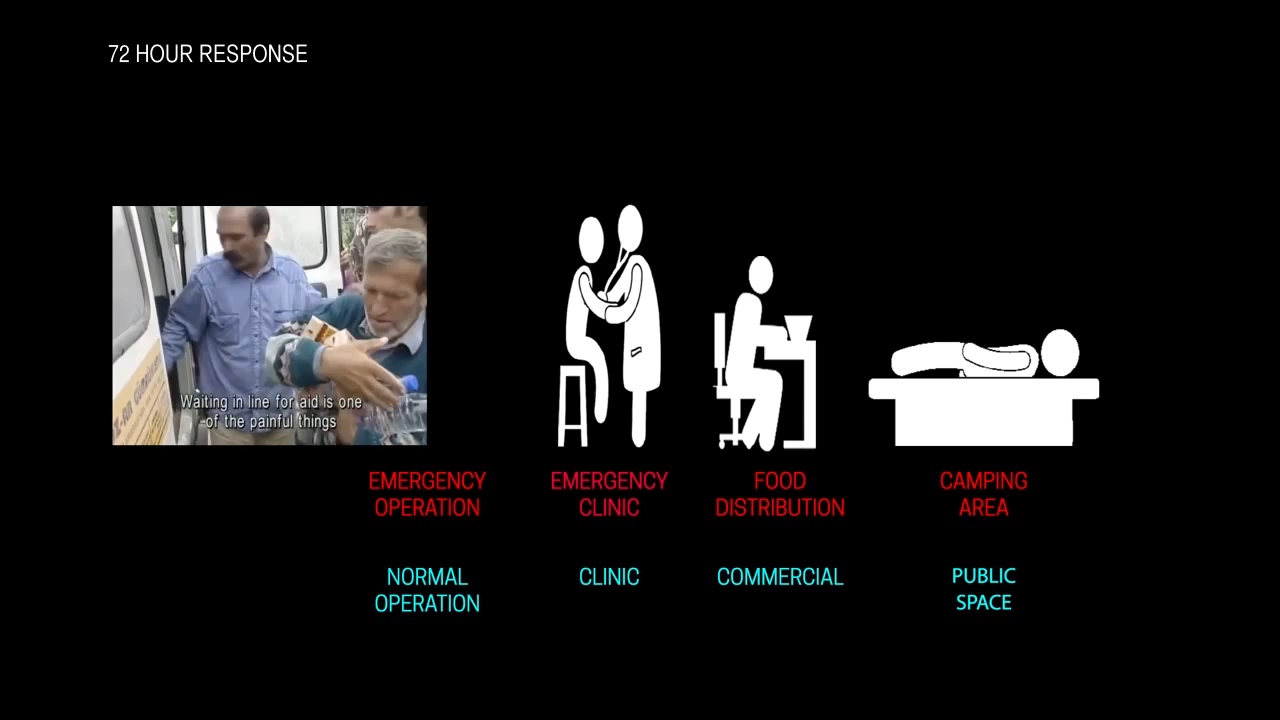 72 HOUR RESPONSE
Waiting in line for aid is one
of the painful things
EMERGENCY
OPERATION
EMERGENCY
CLINIC
FOOD
DISTRIBUTION
CAMPING
AREA
NORMAL
OPERATION
CLINIC
COMMERCIAL
PUBLIC
SPACE